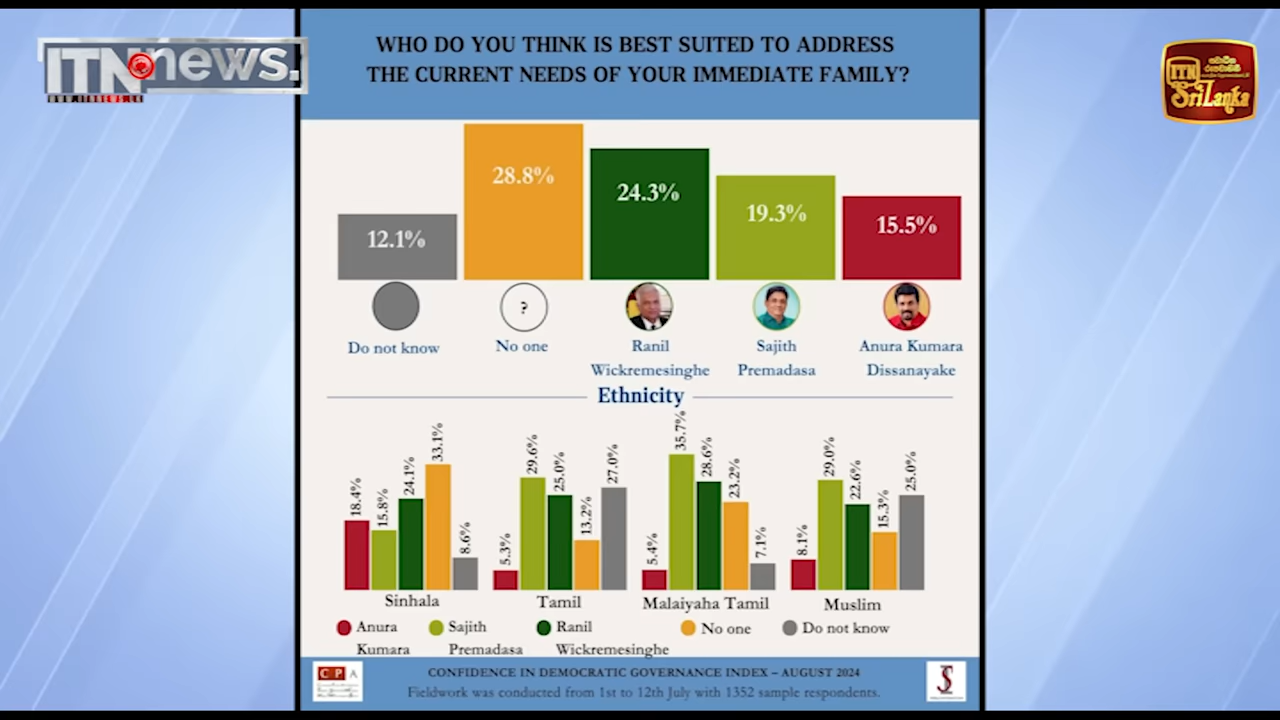 ITN news.
WWW.ITNNEWS.LK
ITN
Sri Lanka
WHO DO YOU THINK IS BEST SUITED TO ADDRESS
THE CURRENT NEEDS OF YOUR IMMEDIATE FAMILY?
12.1%
28.8%
24.3%
19.3%
15.5%
?
Do not know
No one
Ranil
Wickremesinghe
Sajith
Premadasa
Anura Kumara
Dissanayake
Ethnicity
18.4%
15.8%
24.1%
33.1%
8.6%
5.3%
29.6%
25.0%
13.2%
27.0%
5.4%
35.7%
28.6%
23.2%
7.1%
8.1%
29.0%
22.6%
15.3%
25.0%
Sinhala
Tamil
Malaiyaha Tamil
Muslim
Anura
Kumara
Sajith
Premadasa
Ranil
Wickremesinghe
No one
Do not know
CPA
CONFIDENCE IN DEMOCRATIC GOVERNANCE INDEX – AUGUST 2024
Fieldwork was conducted from 1st to 12th July with 1352 sample respondents.